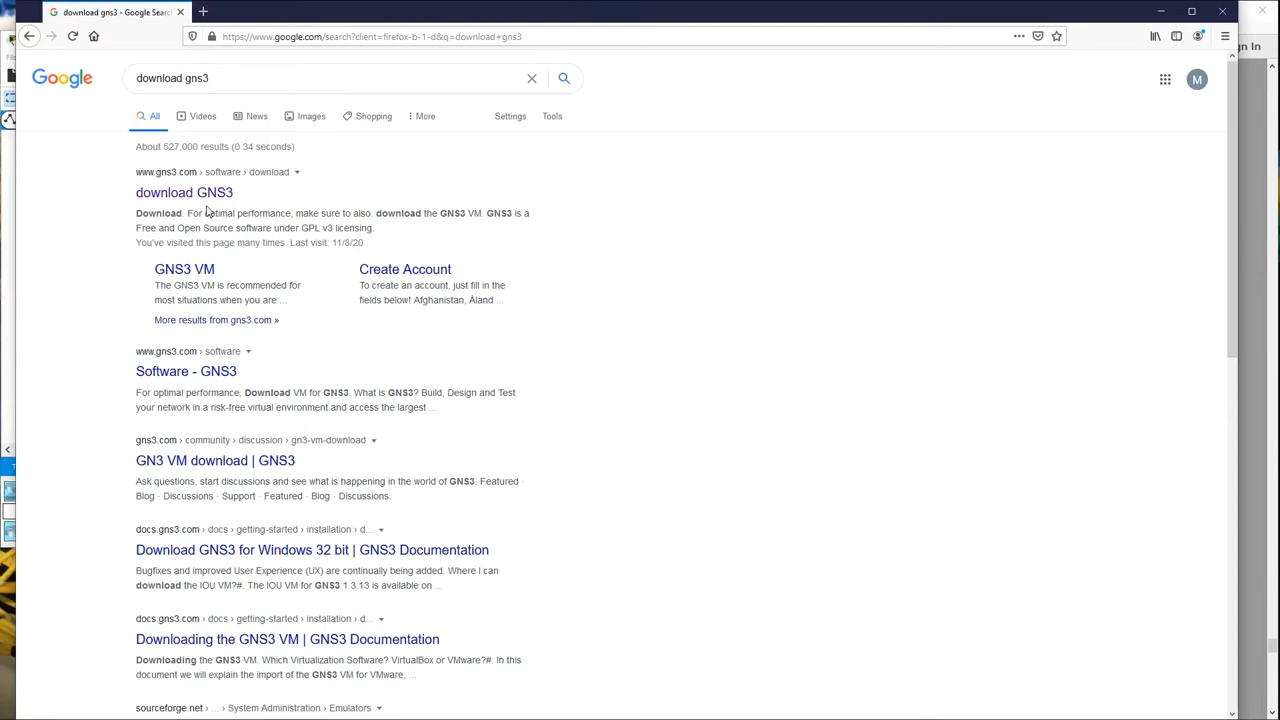 download gns3 - Google Searc
https://www.google.com/search?client=firefox-b-1-d&q=download+gns3
gn In
Google
download gns3
M
All
Videos
News
Images
Shopping
More
Settings
Tools
About 527,000 results (0.34 seconds)
www.gns3.com › software › download
download GNS3
Download. For optimal performance, make sure to also. download the GNS3 VM. GNS3 is a
Free and Open Source software under GPL v3 licensing.
You've visited this page many times. Last visit: 11/8/20
GNS3 VM
The GNS3 VM is recommended for
most situations when you are ...
Create Account
To create an account, just fill in the
fields below! Afghanistan, Åland ...
More results from gns3.com »
www.gns3.com › software
Software - GNS3
For optimal performance, Download VM for GNS3. What is GNS3? Build, Design and Test
your network in a risk-free virtual environment and access the largest ...
gns3.com › community › discussion › gn3-vm-download
GN3 VM download | GNS3
Ask questions, start discussions and see what is happening in the world of GNS3. Featured ·
Blog · Discussions · Support · Featured · Blog · Discussions.
docs.gns3.com › docs › getting-started › installation › d...
Download GNS3 for Windows 32 bit | GNS3 Documentation
Bugfixes and improved User Experience (UX) are continually being added. Where I can
download the IOU VM?#. The IOU VM for GNS3 1.3.13 is available on ...
docs.gns3.com › docs › getting-started › installation › d...
Downloading the GNS3 VM | GNS3 Documentation
Downloading the GNS3 VM. Which Virtualization Software? VirtualBox or VMware?#. In this
document we will explain the import of the GNS3 VM for VMware, ...
sourceforge.net › ... › System Administration › Emulators